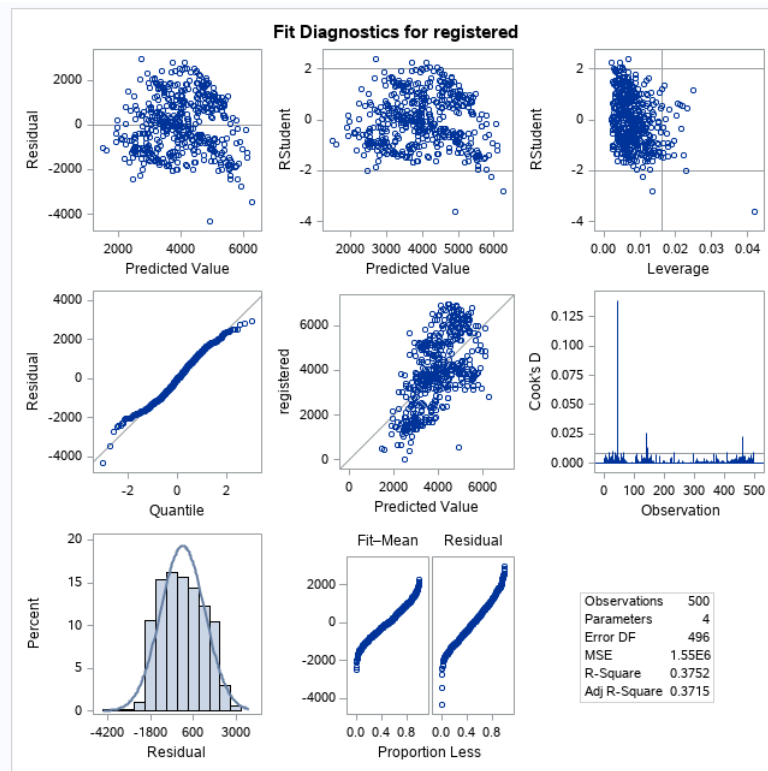 Fit Diagnostics for registered
2000
0
-2000
-4000
Residual
2000 4000 6000
Predicted Value
2
0
-2
-4
RStudent
2000 3000 4000 5000 6000
Predicted Value
2
0
-2
-4
RStudent
0.00 0.01 0.02 0.03 0.04
Leverage
4000
2000
0
-2000
-4000
Residual
-2 0 2
Quantile
6000
4000
2000
0
registered
0 2000 4000 6000
Predicted Value
0.125
0.100
0.075
0.050
0.025
0.000
Cook's D
0 100 200 300 400 500
Observation
20
15
10
5
0
Percent
-4200 -1800 600 3000
Residual
Fit–Mean Residual
2000
0
-2000
-4000
0.0 0.4 0.8 0.0 0.4 0.8
Proportion Less
Observations 500
Parameters 4
Error DF 496
MSE 1.55E6
R-Square 0.3752
Adj R-Square 0.3715